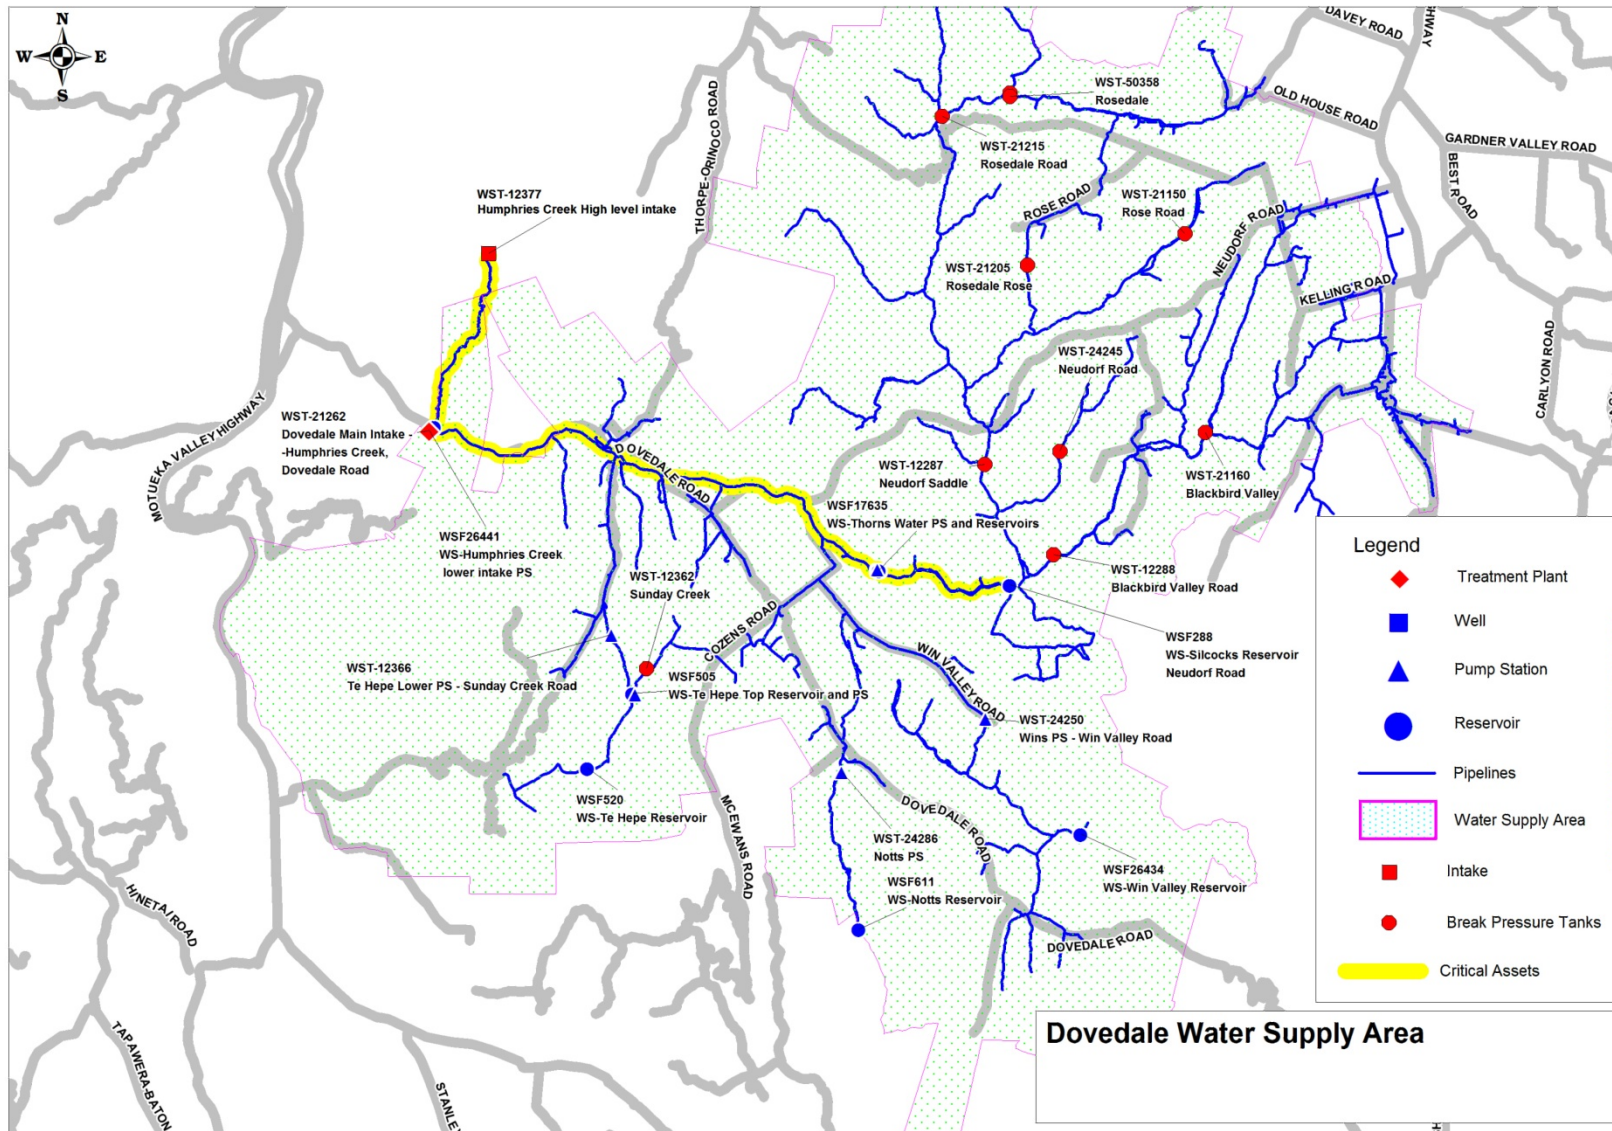 N
W
E
S
DAVEY ROAD
HWAY
OLD HOUSE ROAD
GARDNER VALLEY ROAD
BEST ROAD
THORPE-ORINOCO ROAD
WST-50358
Rosedale
WST-21215
Rosedale Road
WST-12377
Humphries Creek High level intake
ROSE ROAD
WST-21150
Rose Road
NEUDORF ROAD
WST-21205
Rosedale Rose
KELLING ROAD
CARLYON ROAD
WST-24245
Neudorf Road
MOTUEKA VALLEY HIGHWAY
WST-21262
Dovedale Main Intake
-Humphries Creek,
Dovedale Road
DOVEDALE ROAD
WST-12287
Neudorf Saddle
WST-21160
Blackbird Valley
WSF17635
WS-Thorns Water PS and Reservoirs
WSF26441
WS-Humphries Creek
lower intake PS
WST-12362
Sunday Creek
WST-12288
Blackbird Valley Road
COZENS ROAD
WIN VALLEY ROAD
WSF288
WS-Silcocks Reservoir
Neudorf Road
WST-12366
Te Hepe Lower PS - Sunday Creek Road
WSF505
WS-Te Hepe Top Reservoir and PS
WST-24250
Wins PS - Win Valley Road
WSF520
WS-Te Hepe Reservoir
MCEWANS ROAD
DOVEDALE ROAD
WST-24286
Notts PS
WSF611
WS-Notts Reservoir
WSF26434
WS-Win Valley Reservoir
DOVEDALE ROAD
H/NETA/ROAD
TAPAWERA-BATON
STANLEY
Legend
Treatment Plant
Well
Pump Station
Reservoir
Pipelines
Water Supply Area
Intake
Break Pressure Tanks
Critical Assets
Dovedale Water Supply Area